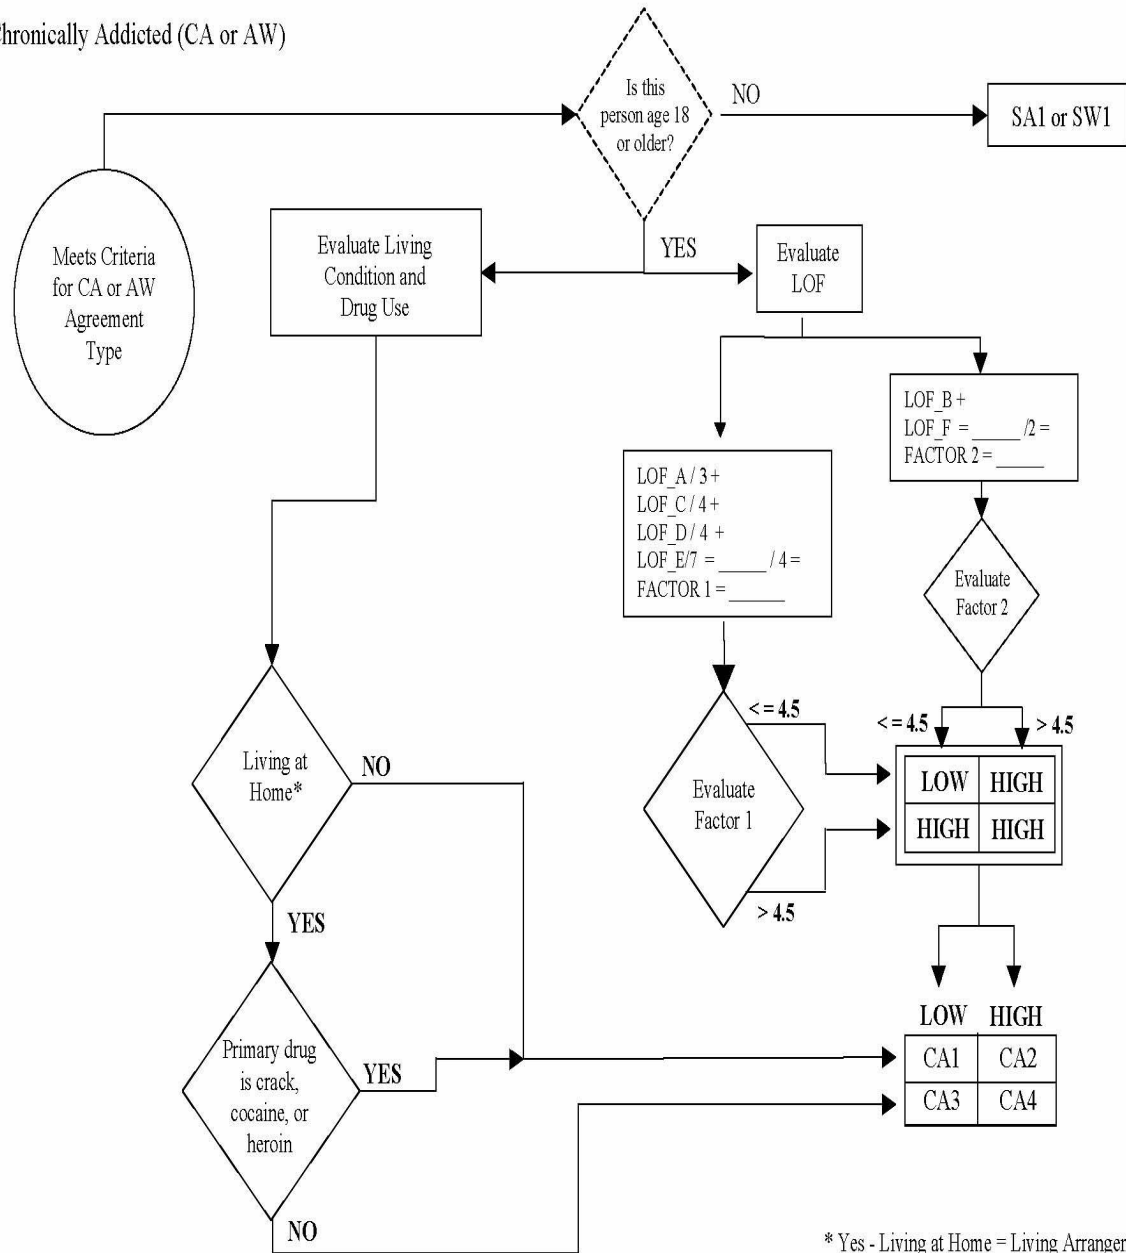 Chronically Addicted (CA or AW)
Is this
person age 18
or older?
NO
SA1 or SW1
Meets Criteria
for CA or AW
Agreement
Type
Evaluate Living
Condition and
Drug Use
YES
Evaluate
LOF
LOF_B +
LOF_F = _____ /2 =
FACTOR 2 = _____
LOF_A / 3 +
LOF_C / 4 +
LOF_D / 4 +
LOF_E/7 = _____ / 4 =
FACTOR 1 = ______
Evaluate
Factor 2
< = 4.5
> 4.5
Living at
Home*
NO
YES
Evaluate
Factor 1
< = 4.5
> 4.5
LOW HIGH
HIGH HIGH
Primary drug
is crack,
cocaine, or
heroin
YES
NO
LOW HIGH
CA1 CA2
CA3 CA4
* Yes - Living at Home = Living